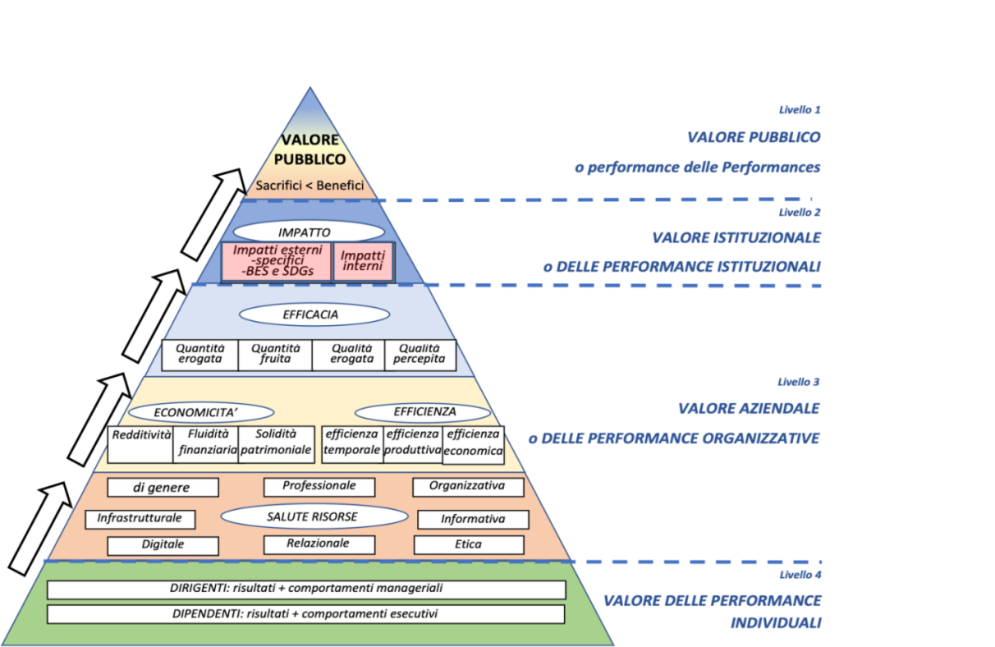 Livello 1
VALORE PUBBLICO
o performance delle Performances
VALORE
PUBBLICO
Sacrifici < Benefici
Livello 2
VALORE ISTITUZIONALE
o DELLE PERFORMANCE ISTITUZIONALI
IMPATTO
Impatti esterni
-specifici
-BES e SDGs
Impatti
interni
EFFICACIA
Quantità
erogata
Quantità
fruita
Qualità
erogata
Qualità
percepita
Livello 3
VALORE AZIENDALE
o DELLE PERFORMANCE ORGANIZZATIVE
ECONOMICITA'
EFFICIENZA
Redditività
Fluidità
finanziaria
Solidità
patrimoniale
efficienza
temporale
efficienza
produttiva
efficienza
economica
di genere
Professionale
Organizzativa
Infrastrutturale
SALUTE RISORSE
Informativa
Digitale
Relazionale
Etica
Livello 4
VALORE DELLE PERFORMANCE
INDIVIDUALI
DIRIGENTI: risultati + comportamenti manageriali
DIPENDENTI: risultati + comportamenti esecutivi